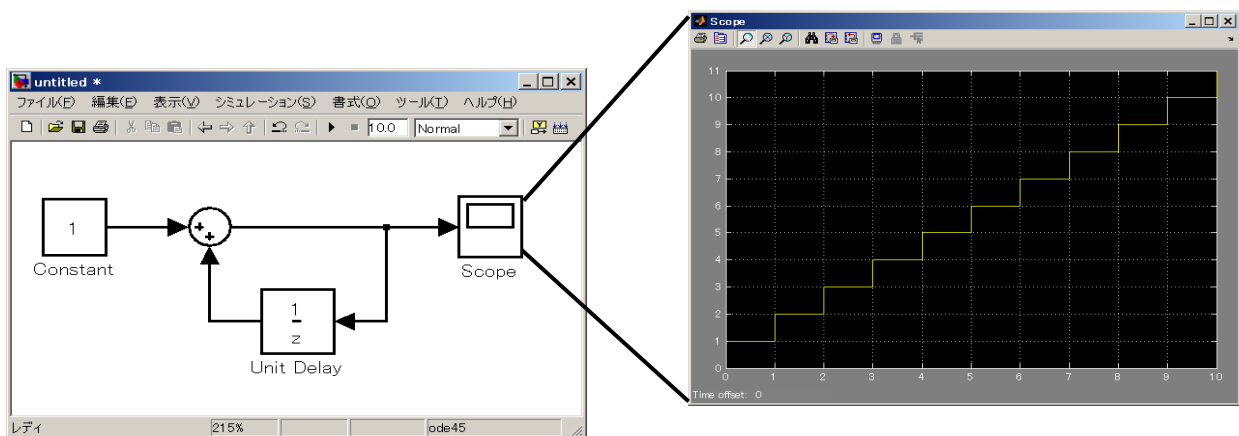 untitled *
ファイル(F) 編集(E) 表示(V) シミュレーション(S) 書式(O) ツール(T) ヘルプ(H)
10.0 Normal
1
Constant
+
+
Scope
1
z
Unit Delay
レディ 215% ode45
Scope
11
10
9
8
7
6
5
4
3
2
1
0
0 1 2 3 4 5 6 7 8 9 10
Time offset: 0